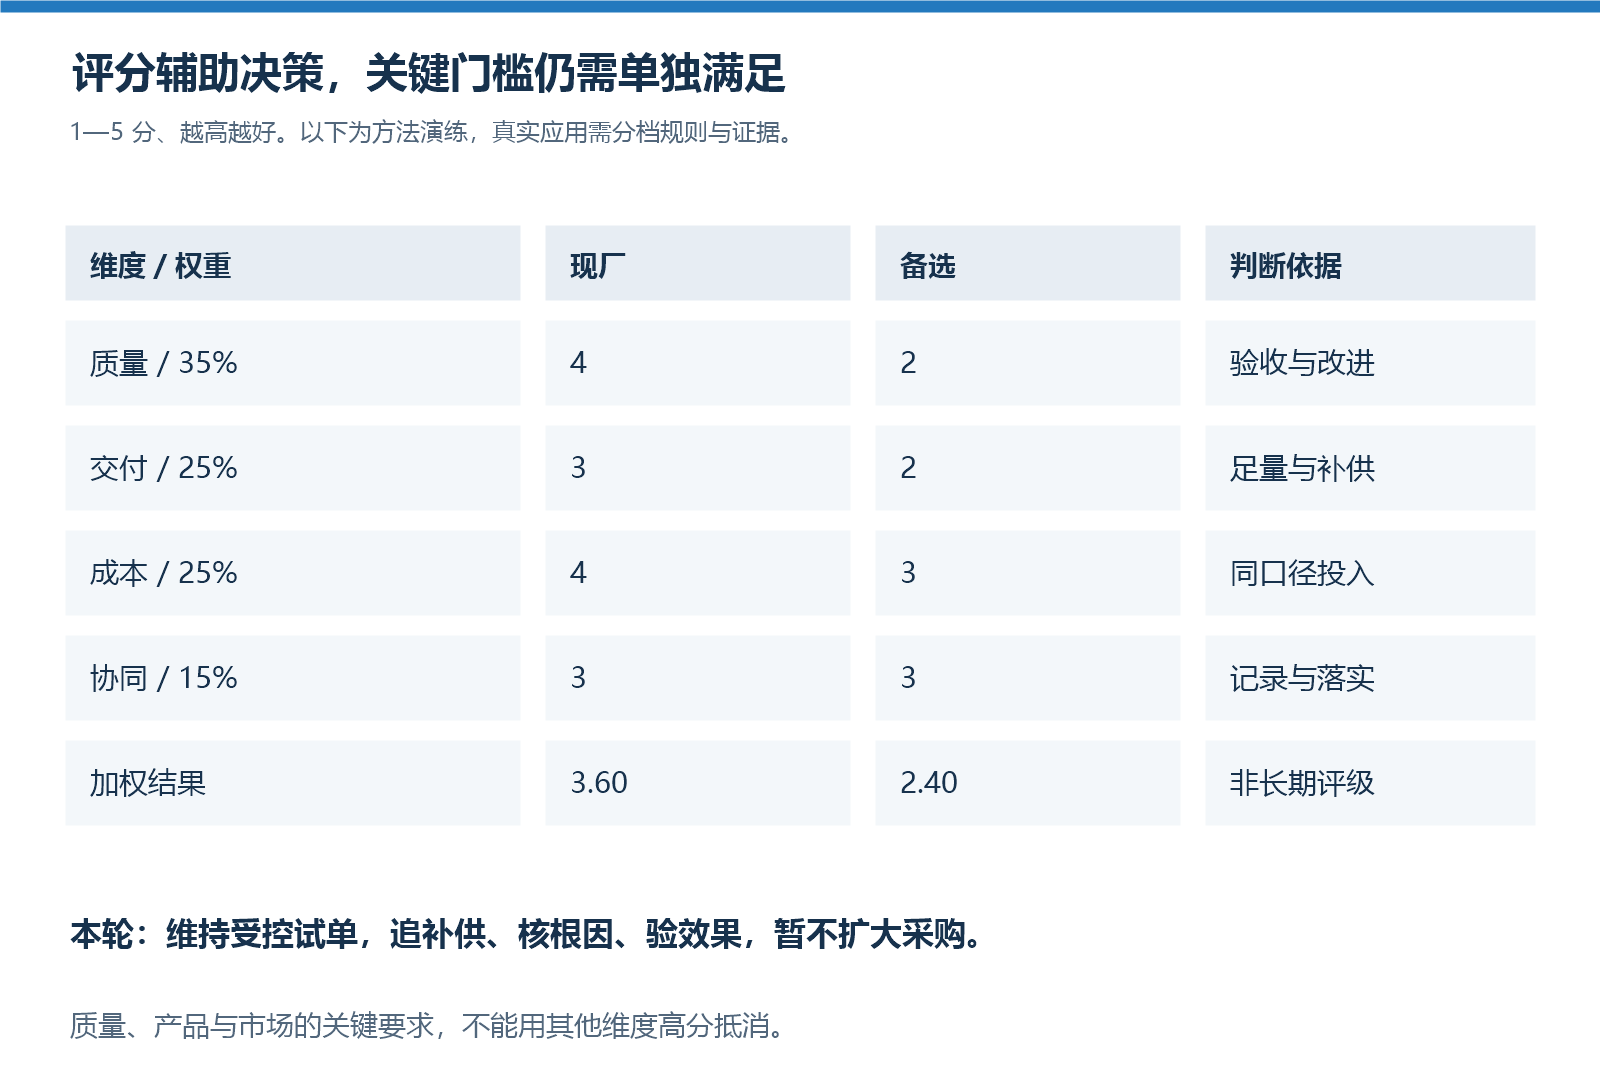 评分辅助决策，关键门槛仍需单独满足
1—5 分、越高越好。以下为方法演练，真实应用需分档规则与证据。
维度 / 权重 现厂 备选 判断依据
质量 / 35% 4 2 验收与改进
交付 / 25% 3 2 足量与补供
成本 / 25% 4 3 同口径投入
协同 / 15% 3 3 记录与落实
加权结果 3.60 2.40 非长期评级
本轮：维持受控试单，追补供、核根因、验效果，暂不扩大采购。
质量、产品与市场的关键要求，不能用其他维度高分抵消。